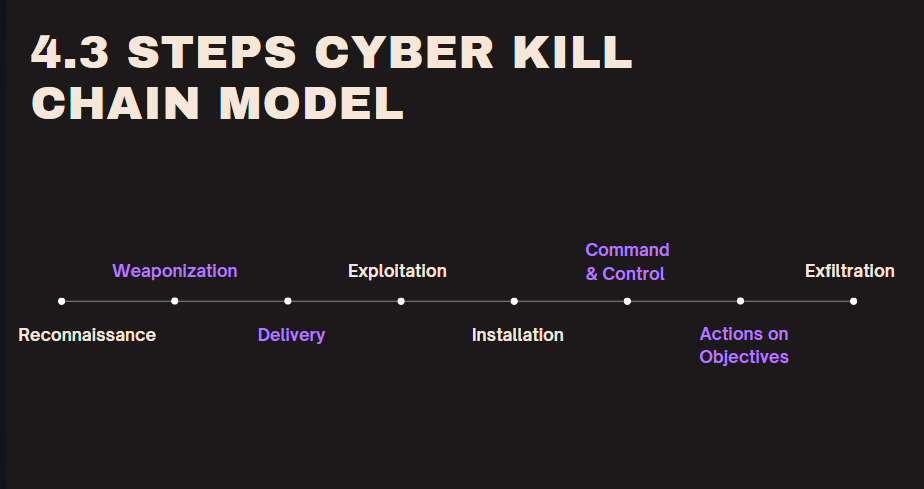 4.3 STEPS CYBER KILL
CHAIN MODEL
Reconnaissance
Weaponization
Delivery
Exploitation
Installation
Command
& Control
Actions on
Objectives
Exfiltration